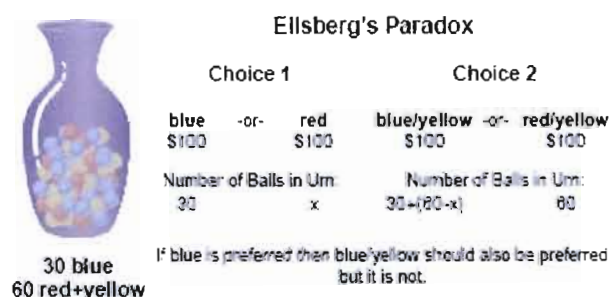 Ellsberg's Paradox
Choice 1 Choice 2
blue -or- red blue/yellow -or- red/yellow
$100 $100 $100 $100
Number of Balls in Urn: Number of Balls in Urn:
30 x 30+(60-x) 60
If blue is preferred then blue/yellow should also be preferred
but it is not.
30 blue
60 red+yellow